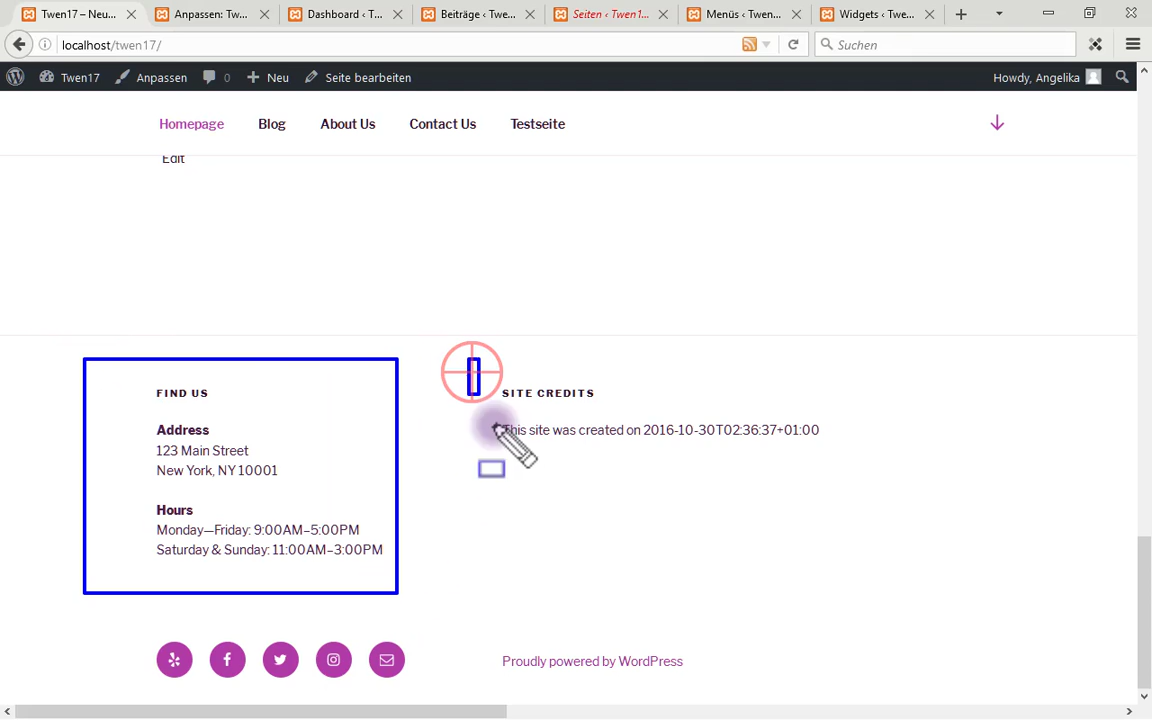 Twen17 – Neu...
Anpassen: Tw...
Dashboard ‹ T...
Beiträge ‹ Twe...
Seiten ‹ Twen1...
Menüs ‹ Twen...
Widgets ‹ Twe...
localhost/twen17/
Suchen
Twen17
Anpassen
0
Neu
Seite bearbeiten
Howdy, Angelika
Homepage
Blog
About Us
Contact Us
Testseite
Edit
FIND US
Address
123 Main Street
New York, NY 10001
Hours
Monday—Friday: 9:00AM–5:00PM
Saturday & Sunday: 11:00AM–3:00PM
SITE CREDITS
This site was created on 2016-10-30T02:36:37+01:00
Proudly powered by WordPress